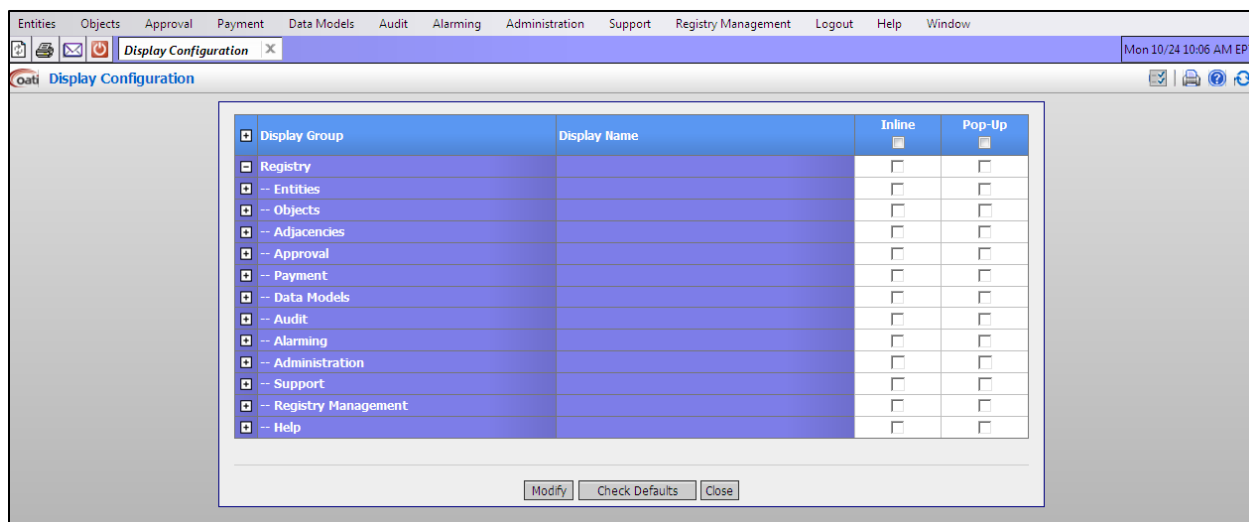 Entities Objects Approval Payment Data Models Audit Alarming Administration Support Registry Management Logout Help Window
Display Configuration X Mon 10/24 10:06 AM EP
oati Display Configuration
Display Group Display Name Inline Pop-Up
Registry
-- Entities
-- Objects
-- Adjacencies
-- Approval
-- Payment
-- Data Models
-- Audit
-- Alarming
-- Administration
-- Support
-- Registry Management
-- Help
Modify Check Defaults Close